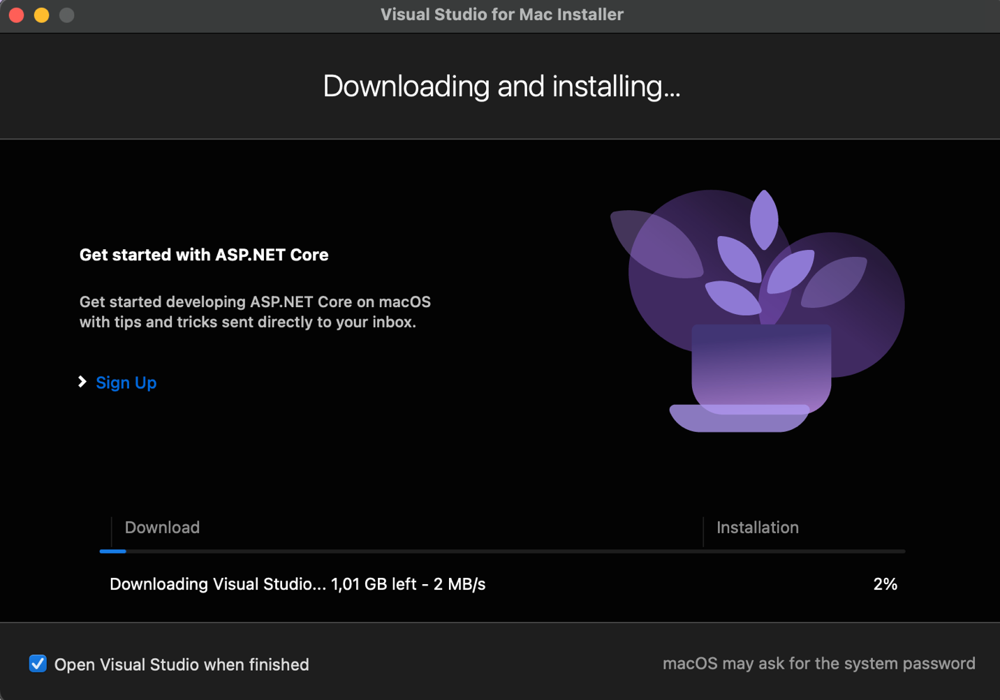 Visual Studio for Mac Installer
Downloading and installing...
Get started with ASP.NET Core
Get started developing ASP.NET Core on macOS
with tips and tricks sent directly to your inbox.
Sign Up
Download
Installation
Downloading Visual Studio... 1,01 GB left - 2 MB/s
2%
Open Visual Studio when finished
macOS may ask for the system password